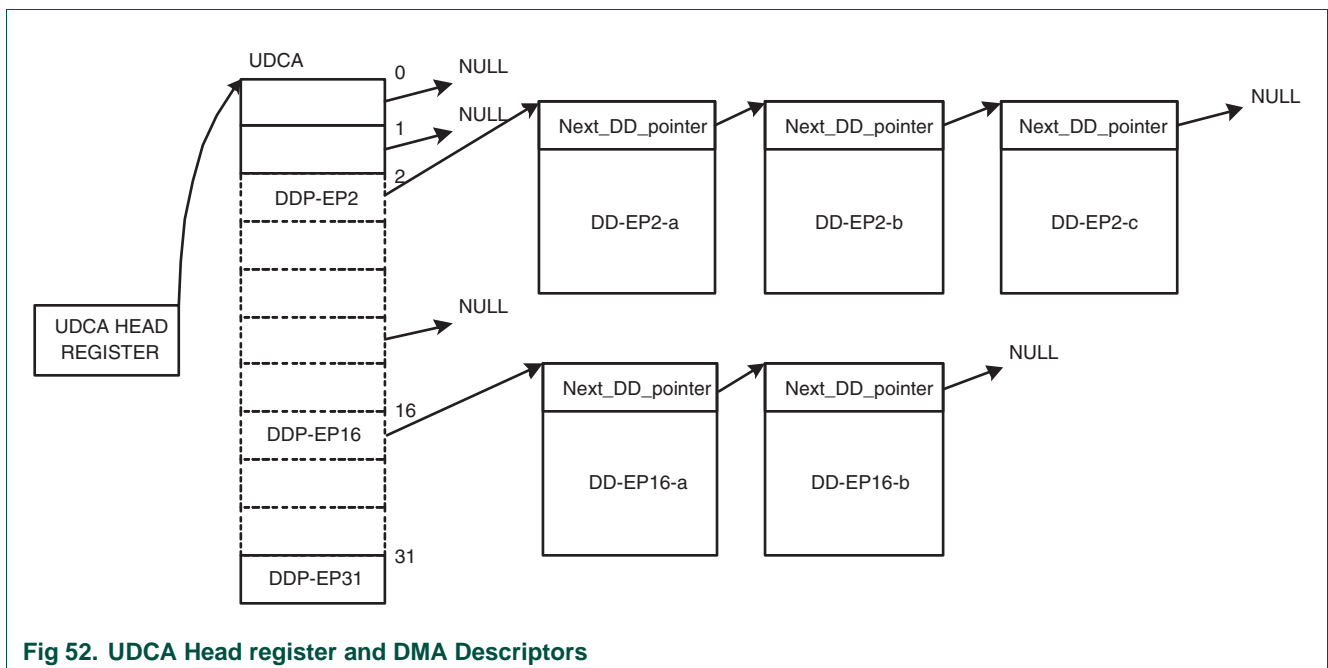 UDCA
0
NULL
1
NULL
2
DDP-EP2
Next_DD_pointer
Next_DD_pointer
Next_DD_pointer
NULL
DD-EP2-a
DD-EP2-b
DD-EP2-c
UDCA HEAD
REGISTER
NULL
16
DDP-EP16
Next_DD_pointer
Next_DD_pointer
NULL
DD-EP16-a
DD-EP16-b
31
DDP-EP31
Fig 52. UDCA Head register and DMA Descriptors